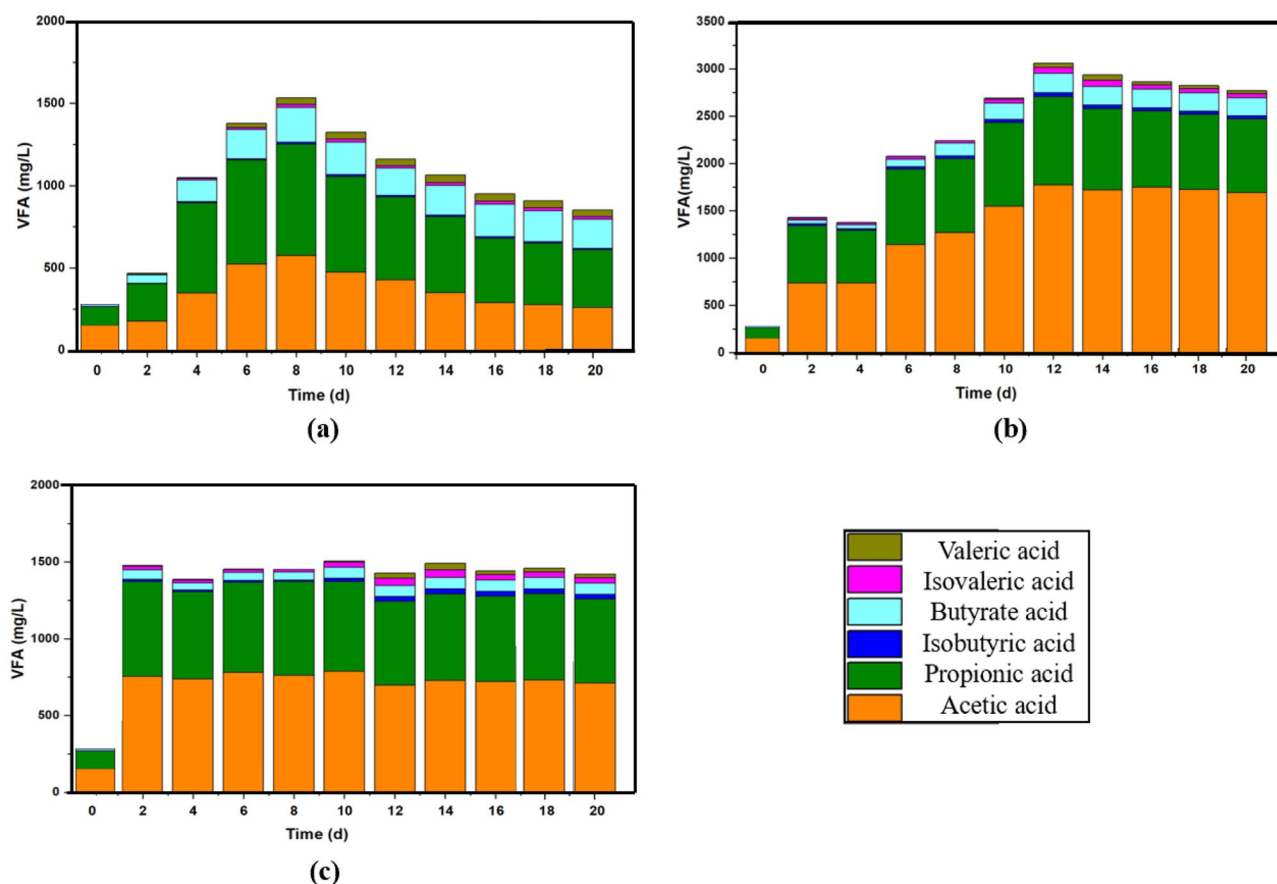 2000
1500
1000
500
0
VFA (mg/L)
0 2 4 6 8 10 12 14 16 18 20
Time (d)
(a)
3500
3000
2500
2000
1500
1000
500
0
VFA(mg/L)
0 2 4 6 8 10 12 14 16 18 20
Time (d)
(b)
2000
1500
1000
500
0
VFA (mg/L)
0 2 4 6 8 10 12 14 16 18 20
Time (d)
(c)
Valeric acid
Isovaleric acid
Butyrate acid
Isobutyric acid
Propionic acid
Acetic acid